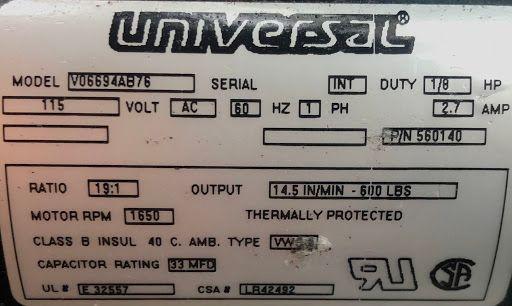 UNIVERSAL®
MODEL V06694AB76 SERIAL INT DUTY 1/8 HP
115 VOLT AC 60 HZ 1 PH 2.7 AMP
P/N 560140
RATIO 19:1 OUTPUT 14.5 IN/MIN - 600 LBS
MOTOR RPM 1650 THERMALLY PROTECTED
CLASS B INSUL 40 C. AMB. TYPE
CAPACITOR RATING 33 MFD
UL # E 32557 CSA # LR42492